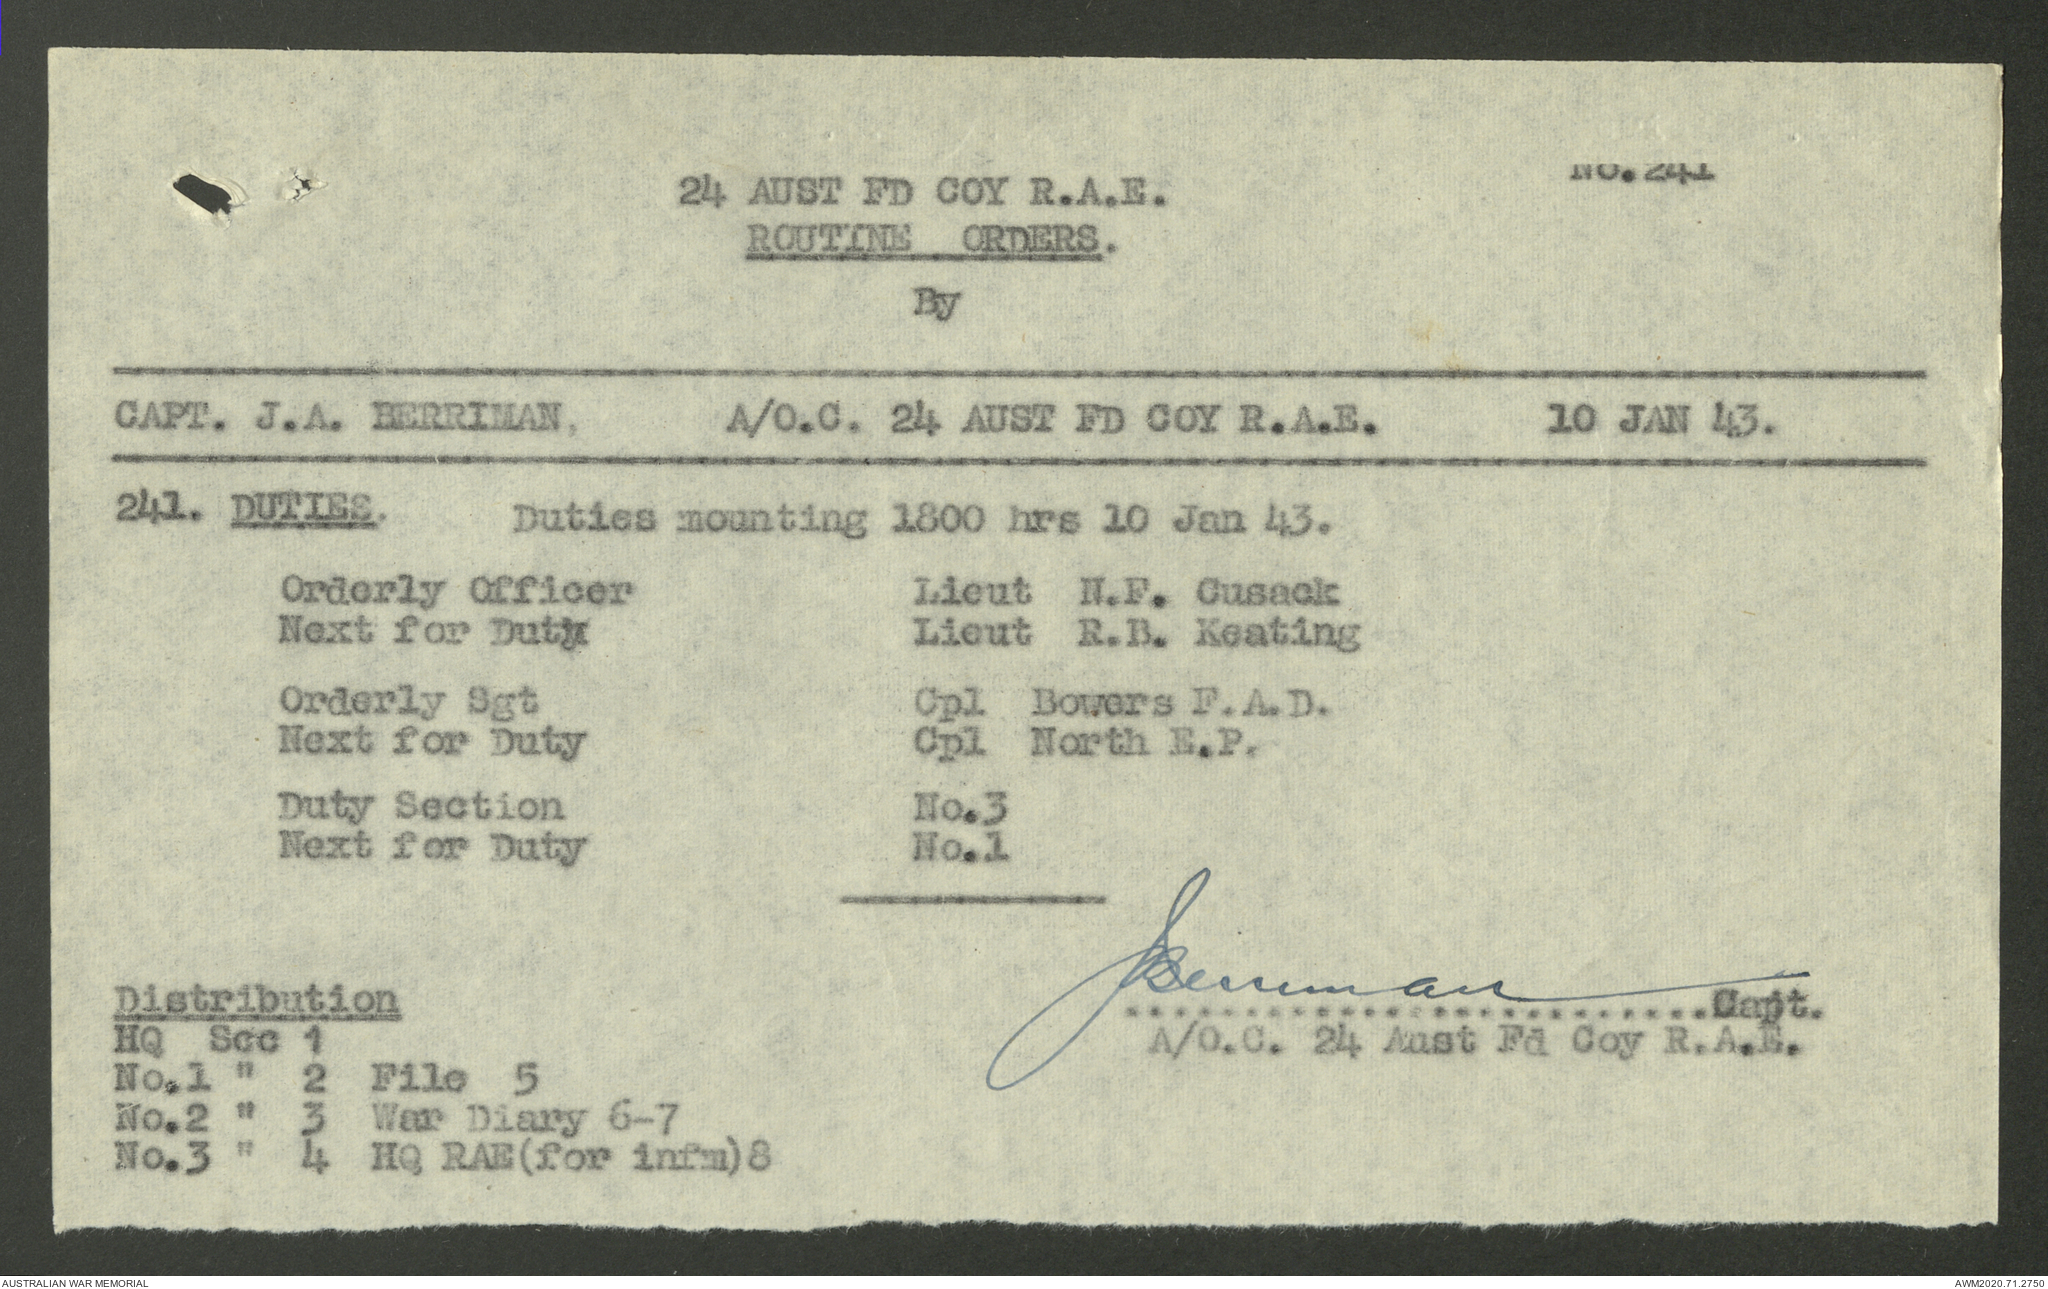 No.241
24 AUST FD COY R.A.E.
ROUTINE ORDERS.
By
CAPT. J.A. BERRIMAN, A/O.C. 24 AUST FD COY R.A.E. 10 JAN 43.
241. DUTIES. Duties mounting 1800 hrs 10 Jan 43.
Orderly Officer Lieut N.F. Cusack
Next for Duty Lieut R.B. Keating
Orderly Sgt Cpl Bowers F.A.D.
Next for Duty Cpl North E.P.
Duty Section No.3
Next for Duty No.1
JBerriman
..........................Capt.
A/O.C. 24 Aust Fd Coy R.A.E.
Distribution
HQ Sec 1
No.1 " 2 File 5
No.2 " 3 War Diary 6-7
No.3 " 4 HQ RAE(for infm)8
AUSTRALIAN WAR MEMORIAL
AWM2020.71.2750